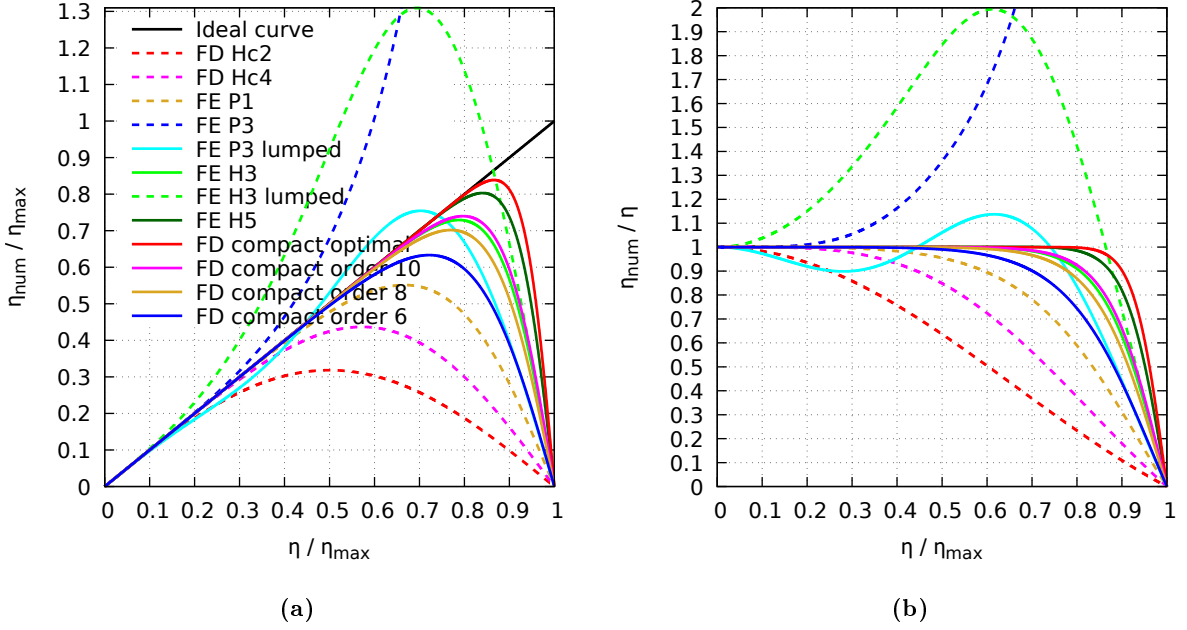 1.3
1.2
1.1
1
0.9
0.8
0.7
0.6
0.5
0.4
0.3
0.2
0.1
0
η_num / η_max
Ideal curve
FD Hc2
FD Hc4
FE P1
FE P3
FE P3 lumped
FE H3
FE H3 lumped
FE H5
FD compact optimal
FD compact order 10
FD compact order 8
FD compact order 6
0 0.1 0.2 0.3 0.4 0.5 0.6 0.7 0.8 0.9 1
η / η_max
(a)
2
1.9
1.8
1.7
1.6
1.5
1.4
1.3
1.2
1.1
1
0.9
0.8
0.7
0.6
0.5
0.4
0.3
0.2
0.1
0
η_num / η
0 0.1 0.2 0.3 0.4 0.5 0.6 0.7 0.8 0.9 1
η / η_max
(b)